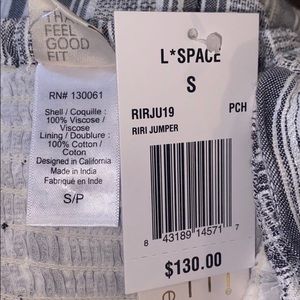 THAT
FEEL
GOOD
FIT
RN# 130061
Shell / Coquille :
100% Viscose /
Viscose
Lining / Doublure :
100% Cotton /
Coton
Designed in California
Made in India
Fabriqué en Inde
S/P
L*SPACE
S
RIRJU19 PCH
RIRI JUMPER
8 43189 14571 7
$130.00